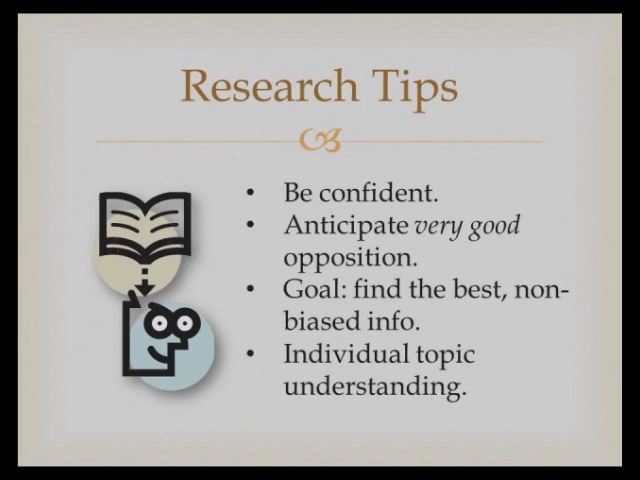 Research Tips
• Be confident.
• Anticipate very good
opposition.
• Goal: find the best, non-
biased info.
• Individual topic
understanding.